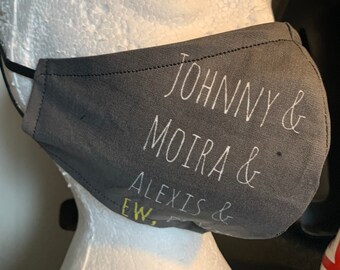 JOHNNY &
MOIRA &
ALEXIS &
EW,